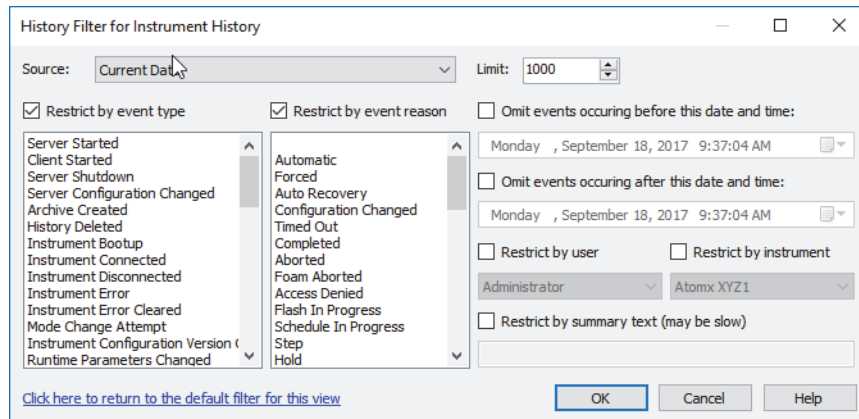 History Filter for Instrument History
Source:
Current Data
Limit:
1000
Restrict by event type
Server Started
Client Started
Server Shutdown
Server Configuration Changed
Archive Created
History Deleted
Instrument Bootup
Instrument Connected
Instrument Disconnected
Instrument Error
Instrument Error Cleared
Mode Change Attempt
Instrument Configuration Version (
Runtime Parameters Changed
Restrict by event reason
Automatic
Forced
Auto Recovery
Configuration Changed
Timed Out
Completed
Aborted
Foam Aborted
Access Denied
Flash In Progress
Schedule In Progress
Step
Hold
Omit events occuring before this date and time:
Monday , September 18, 2017 9:37:04 AM
Omit events occuring after this date and time:
Monday , September 18, 2017 9:37:04 AM
Restrict by user
Restrict by instrument
Administrator
Atomx XYZ1
Restrict by summary text (may be slow)
Click here to return to the default filter for this view
OK
Cancel
Help